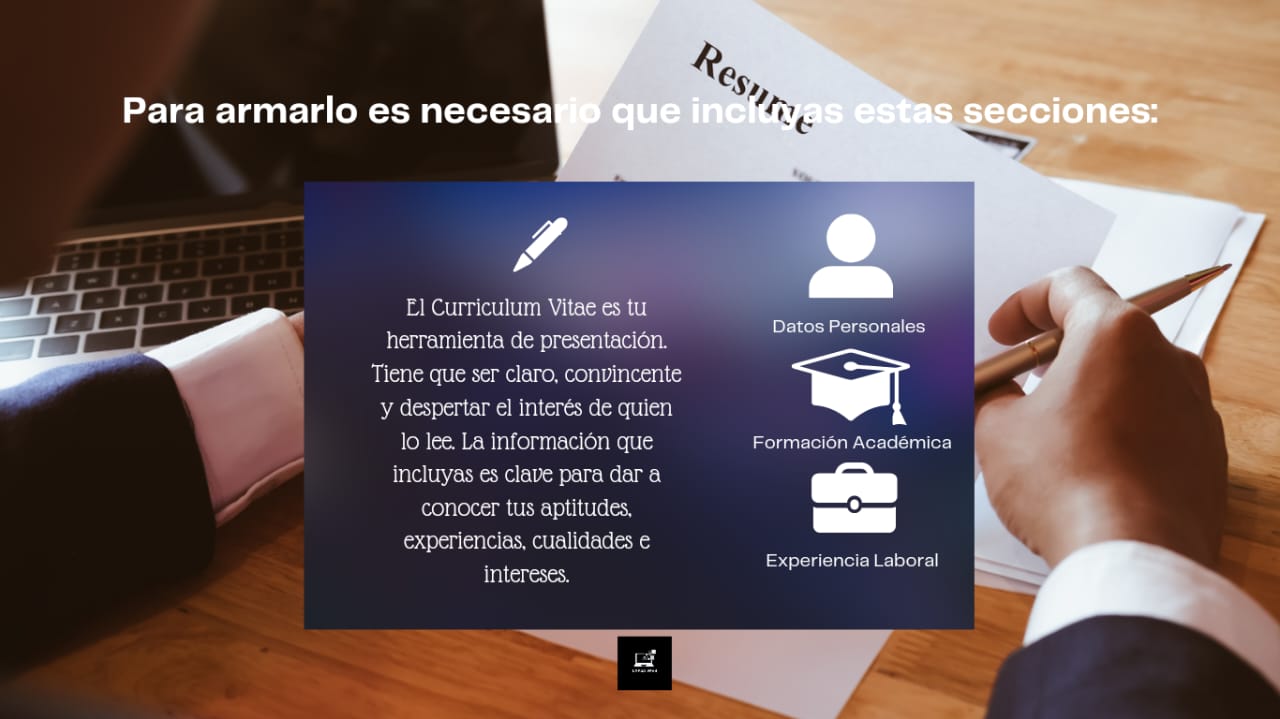 Resume
Para armarlo es necesario que incluyas estas secciones:
El Curriculum Vitae es tu
herramienta de presentación.
Tiene que ser claro, convincente
y despertar el interés de quien
lo lee. La información que
incluyas es clave para dar a
conocer tus aptitudes,
experiencias, cualidades e
intereses.
Datos Personales
Formación Académica
Experiencia Laboral